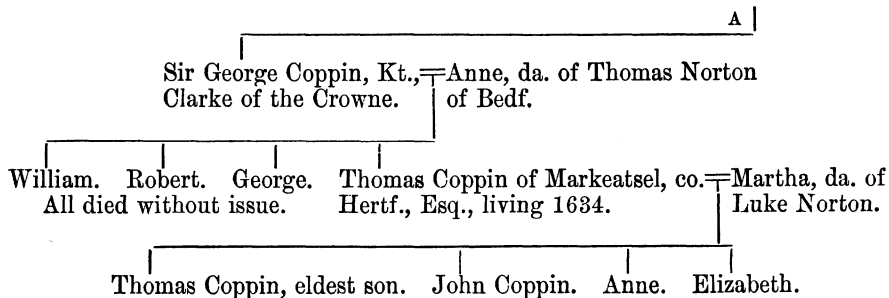 A
Sir George Coppin, Kt., Anne, da. of Thomas Norton
Clarke of the Crowne. of Bedf.
William. Robert. George. Thomas Coppin of Markeatsel, co. Martha, da. of
All died without issue. Hertf., Esq., living 1634. Luke Norton.
Thomas Coppin, eldest son. John Coppin. Anne. Elizabeth.